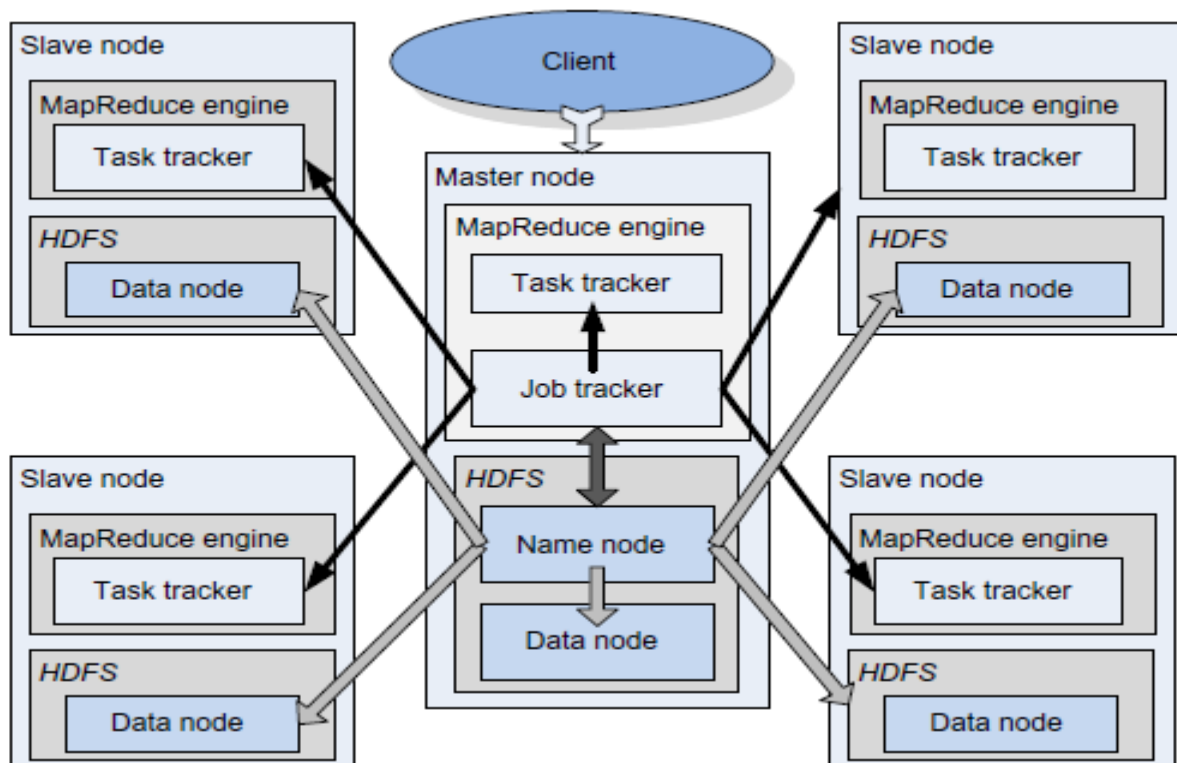 Client
Slave node
MapReduce engine
Task tracker
HDFS
Data node
Master node
MapReduce engine
Task tracker
Job tracker
HDFS
Name node
Data node
Slave node
MapReduce engine
Task tracker
HDFS
Data node
Slave node
MapReduce engine
Task tracker
HDFS
Data node
Slave node
MapReduce engine
Task tracker
HDFS
Data node